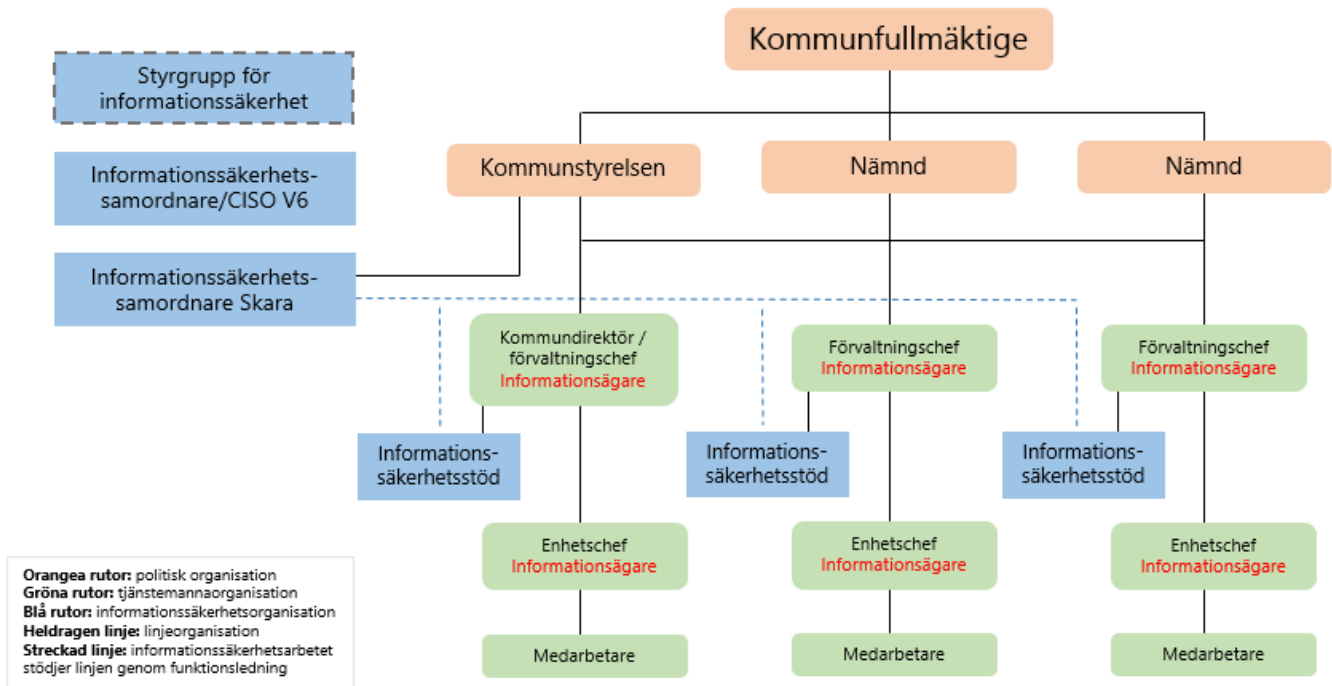 Kommunfullmäktige
Styrgrupp för
informationssäkerhet
Informationssäkerhets-
samordnare/CISO V6
Kommunstyrelsen
Nämnd
Nämnd
Informationssäkerhets-
samordnare Skara
Kommundirektör /
förvaltningschef
Informationsägare
Förvaltningschef
Informationsägare
Förvaltningschef
Informationsägare
Informations-
säkerhetsstöd
Informations-
säkerhetsstöd
Informations-
säkerhetsstöd
Enhetschef
Informationsägare
Enhetschef
Informationsägare
Enhetschef
Informationsägare
Medarbetare
Medarbetare
Medarbetare
Orangea rutor: politisk organisation
Gröna rutor: tjänstemannaorganisation
Blå rutor: informationssäkerhetsorganisation
Heldragen linje: linjeorganisation
Streckad linje: informationssäkerhetsarbetet
stödjer linjen genom funktionsledning